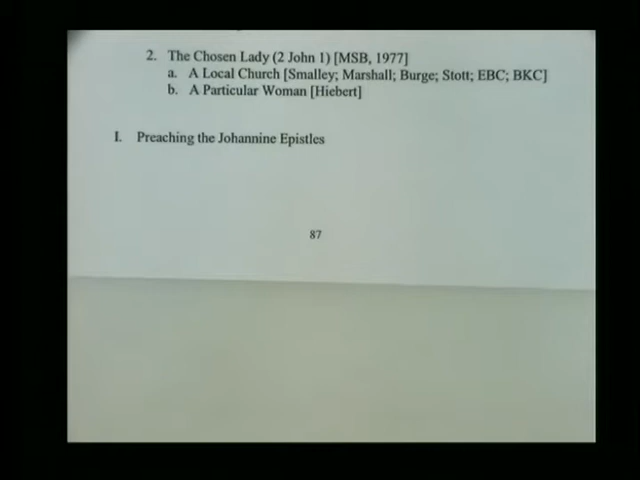 2. The Chosen Lady (2 John 1) [MSB, 1977]
a. A Local Church [Smalley; Marshall; Burge; Stott; EBC; BKC]
b. A Particular Woman [Hiebert]
I. Preaching the Johannine Epistles
87